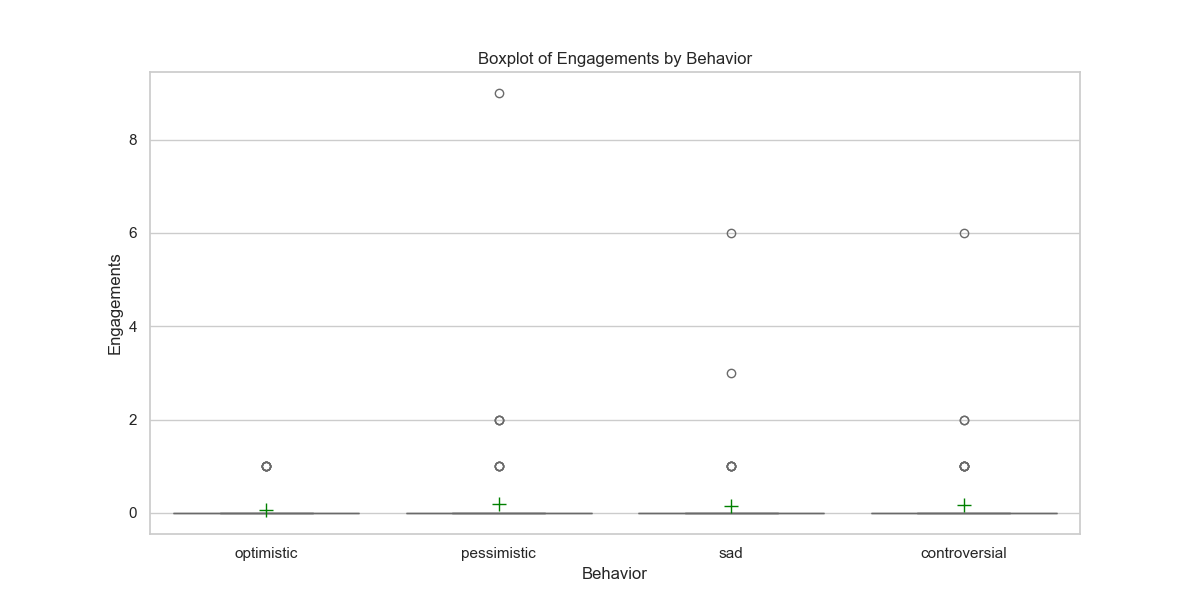 Boxplot of Engagements by Behavior
8
6
4
2
0
Engagements
optimistic pessimistic sad controversial
Behavior